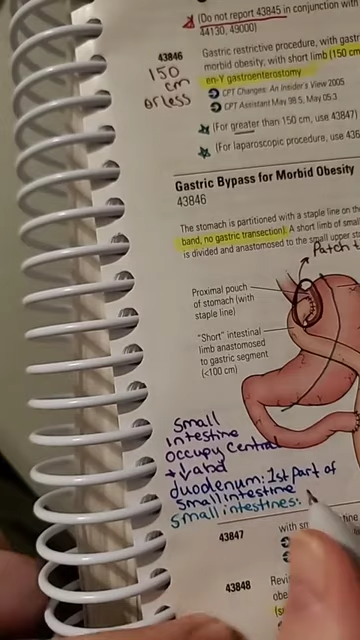 (Do not report 43845 in conjunction with
44130, 49000)
43846 Gastric restrictive procedure, with gastr
morbid obesity, with short limb (150 cm
en-Y gastroenterostomy
CPT Changes: An Insider's View 2005
CPT Assistant May 98:5, May 05:3
150
cm
or less
(For greater than 150 cm, use 43847)
(For laparoscopic procedure, use 436
Gastric Bypass for Morbid Obesity
43846
The stomach is partitioned with a staple line on th
band, no gastric transection). A short limb of smal
is divided and anastomosed to the small upper st
Patch t
Proximal pouch
of stomach (with
staple line)
"Short" intestinal
limb anastomosed
to gastric segment
(<100 cm)
Small
intestine
occupy Central
+ ↓ abd
duodenum: 1st part of
small intestine
small intestines:
43847 with sm
43848 Revi
obe